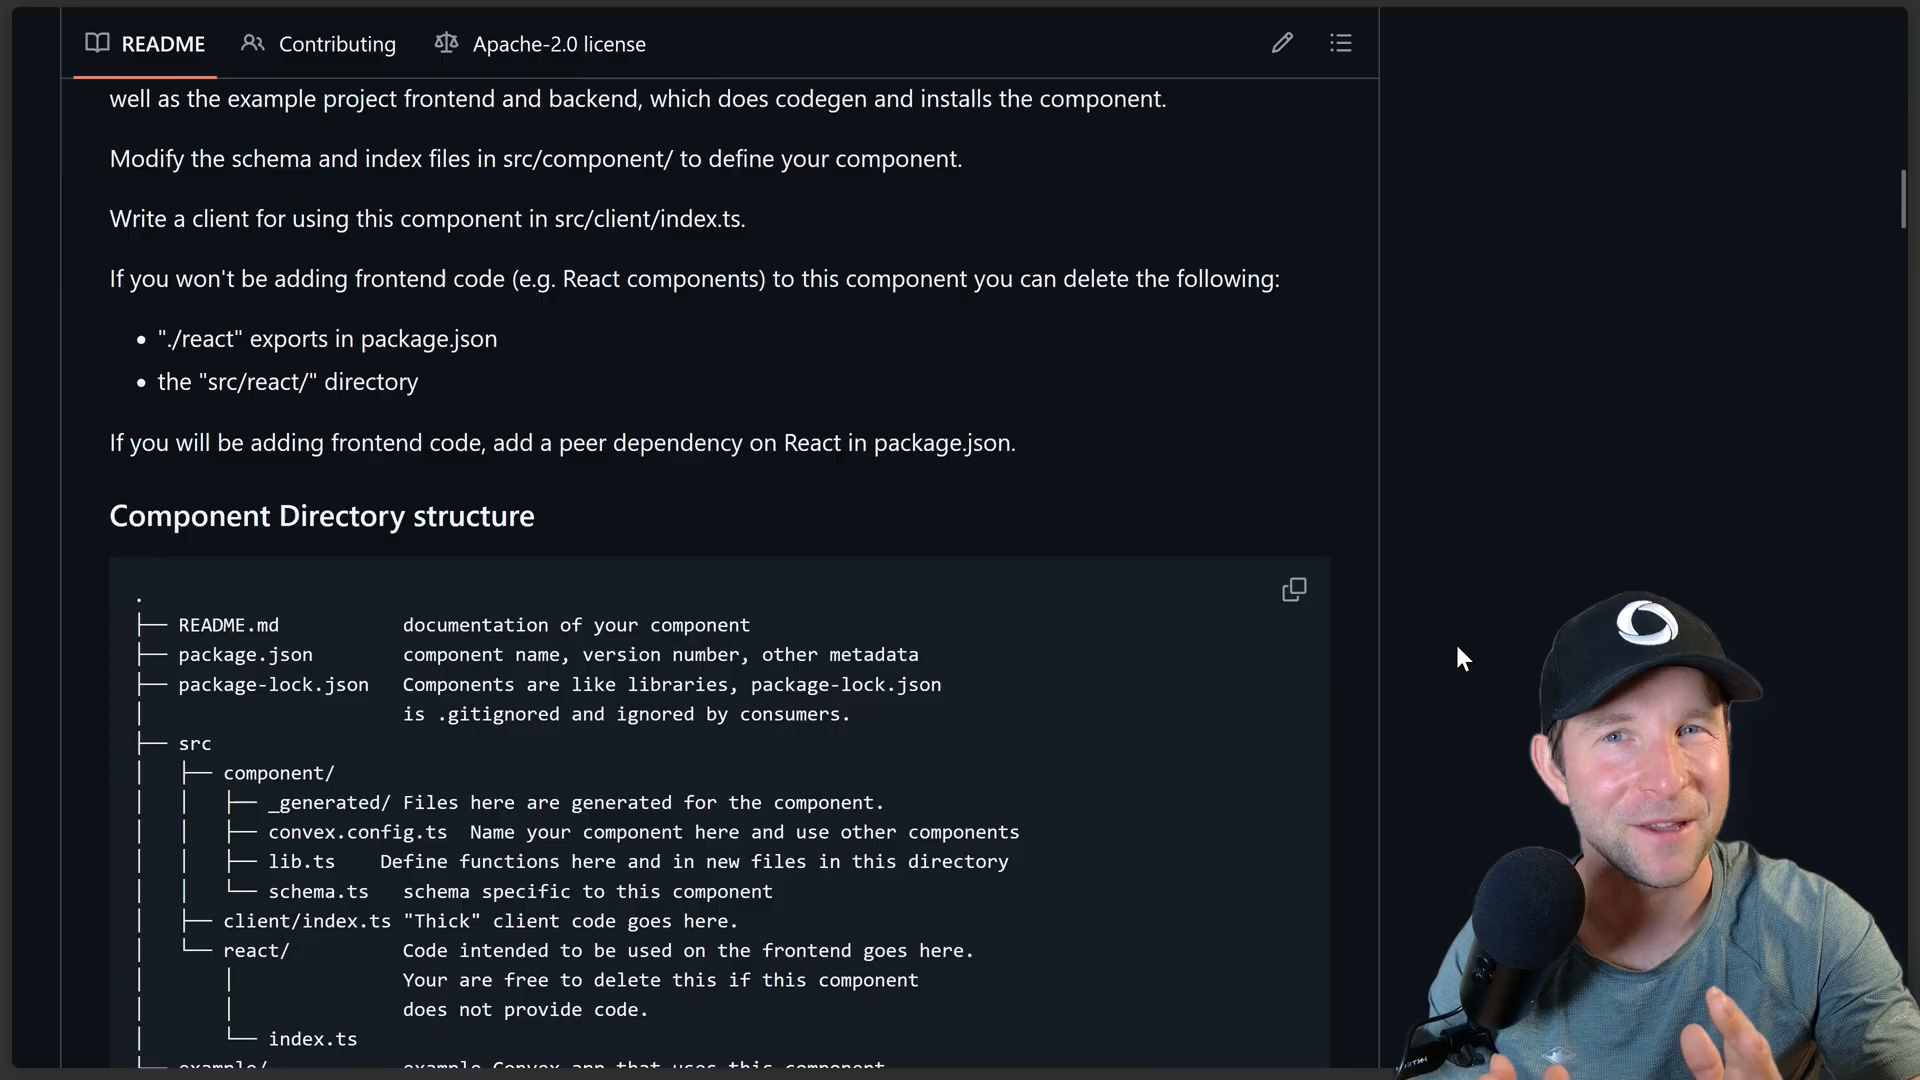 README Contributing Apache-2.0 license
well as the example project frontend and backend, which does codegen and installs the component.
Modify the schema and index files in src/component/ to define your component.
Write a client for using this component in src/client/index.ts.
If you won't be adding frontend code (e.g. React components) to this component you can delete the following:
• "./react" exports in package.json
• the "src/react/" directory
If you will be adding frontend code, add a peer dependency on React in package.json.
Component Directory structure
.
├── README.md documentation of your component
├── package.json component name, version number, other metadata
├── package-lock.json Components are like libraries, package-lock.json
│ is .gitignored and ignored by consumers.
├── src
│ ├── component/
│ │ ├── _generated/ Files here are generated for the component.
│ │ ├── convex.config.ts Name your component here and use other components
│ │ ├── lib.ts Define functions here and in new files in this directory
│ │ └── schema.ts schema specific to this component
│ ├── client/index.ts "Thick" client code goes here.
│ └── react/ Code intended to be used on the frontend goes here.
│ │ Your are free to delete this if this component
│ │ does not provide code.
│ └── index.ts
├── example/ example Convex app that uses this component